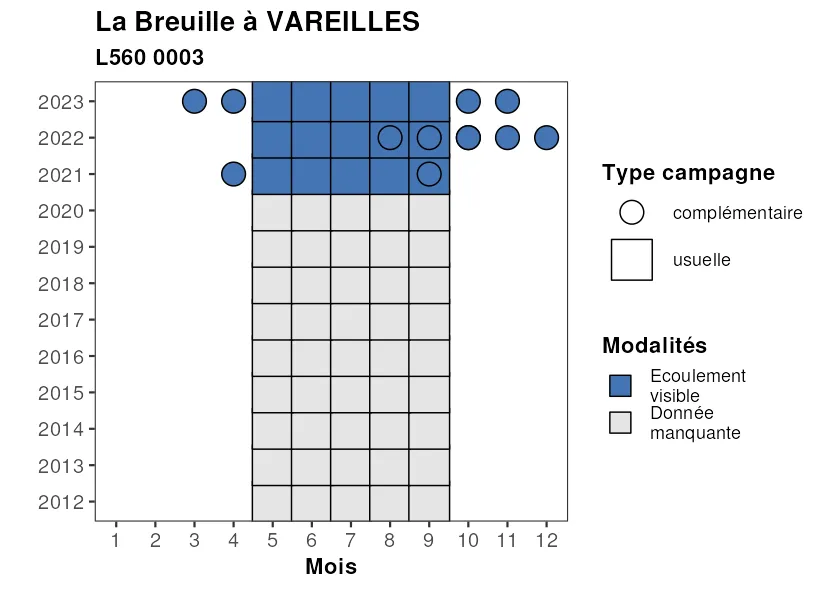 La Breuille à VAREILLES
L560 0003
2023
2022
2021
2020
2019
2018
2017
2016
2015
2014
2013
2012
1 2 3 4 5 6 7 8 9 10 11 12
Mois
Type campagne
complémentaire
usuelle
Modalités
Ecoulement
visible
Donnée
manquante